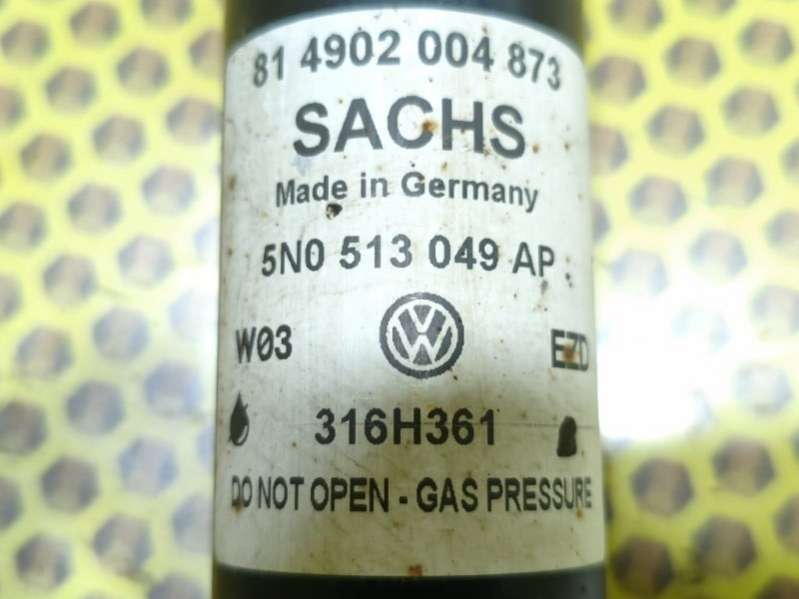 81 4902 004 873
SACHS
Made in Germany
5N0 513 049 AP
W03 VW EZD
316H361
DO NOT OPEN - GAS PRESSURE